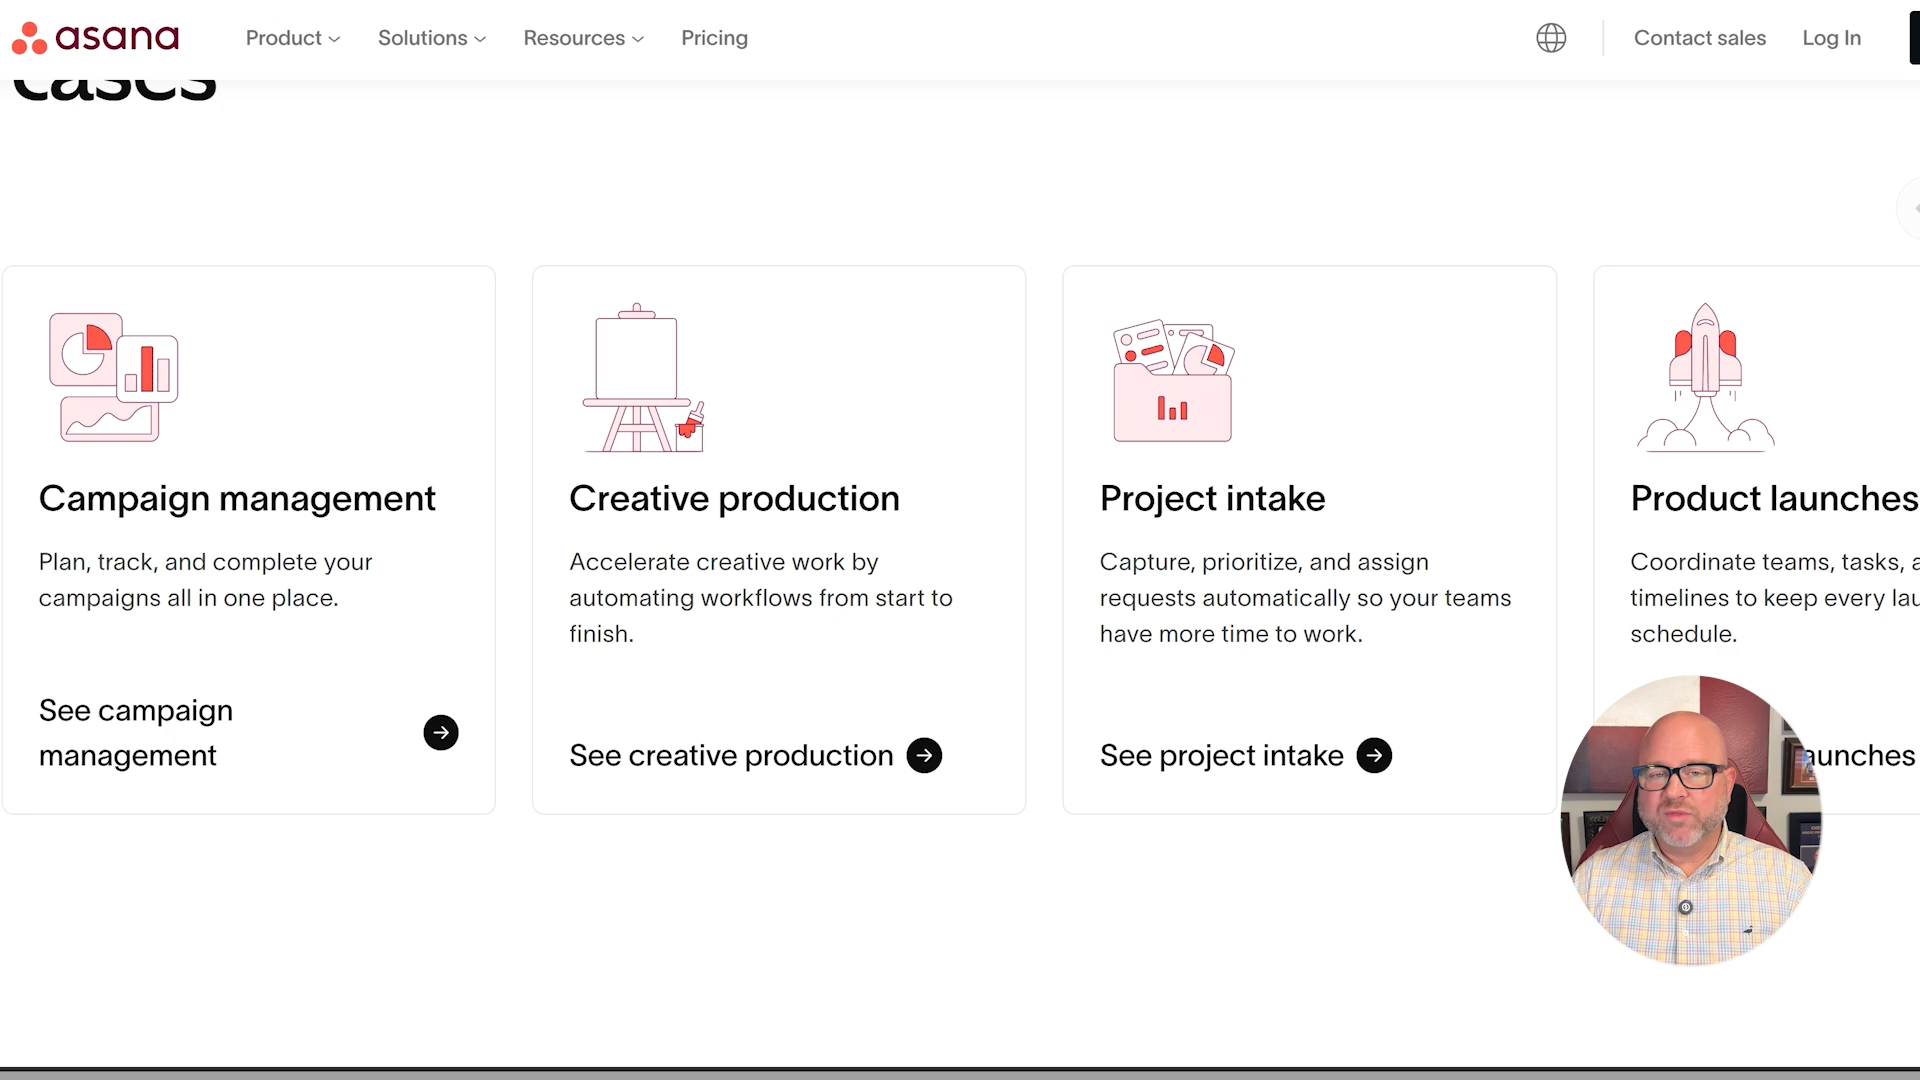 asana
Product
Solutions
Resources
Pricing
Contact sales
Log In
cases
Campaign management
Plan, track, and complete your
campaigns all in one place.
See campaign
management
Creative production
Accelerate creative work by
automating workflows from start to
finish.
See creative production
Project intake
Capture, prioritize, and assign
requests automatically so your teams
have more time to work.
See project intake
Product launches
Coordinate teams, tasks,
timelines to keep every
schedule.
aunches